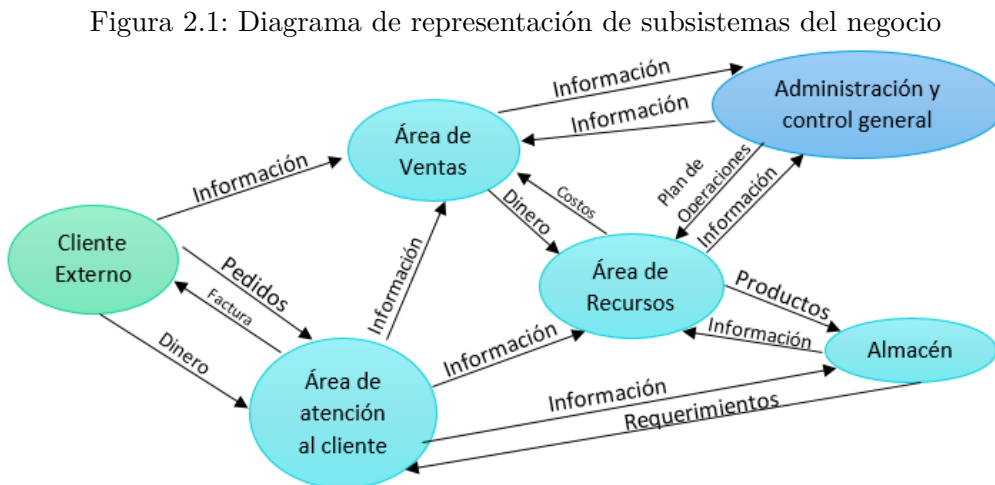 Figura 2.1: Diagrama de representación de subsistemas del negocio
Información
Administración y
control general
Información
Área de
Ventas
Información
Plan de
Operaciones
Información
Costos
Dinero
Cliente
Externo
Pedidos
Factura
Dinero
Información
Área de
Recursos
Productos
Información
Almacén
Información
Área de
atención
al cliente
Información
Requerimientos